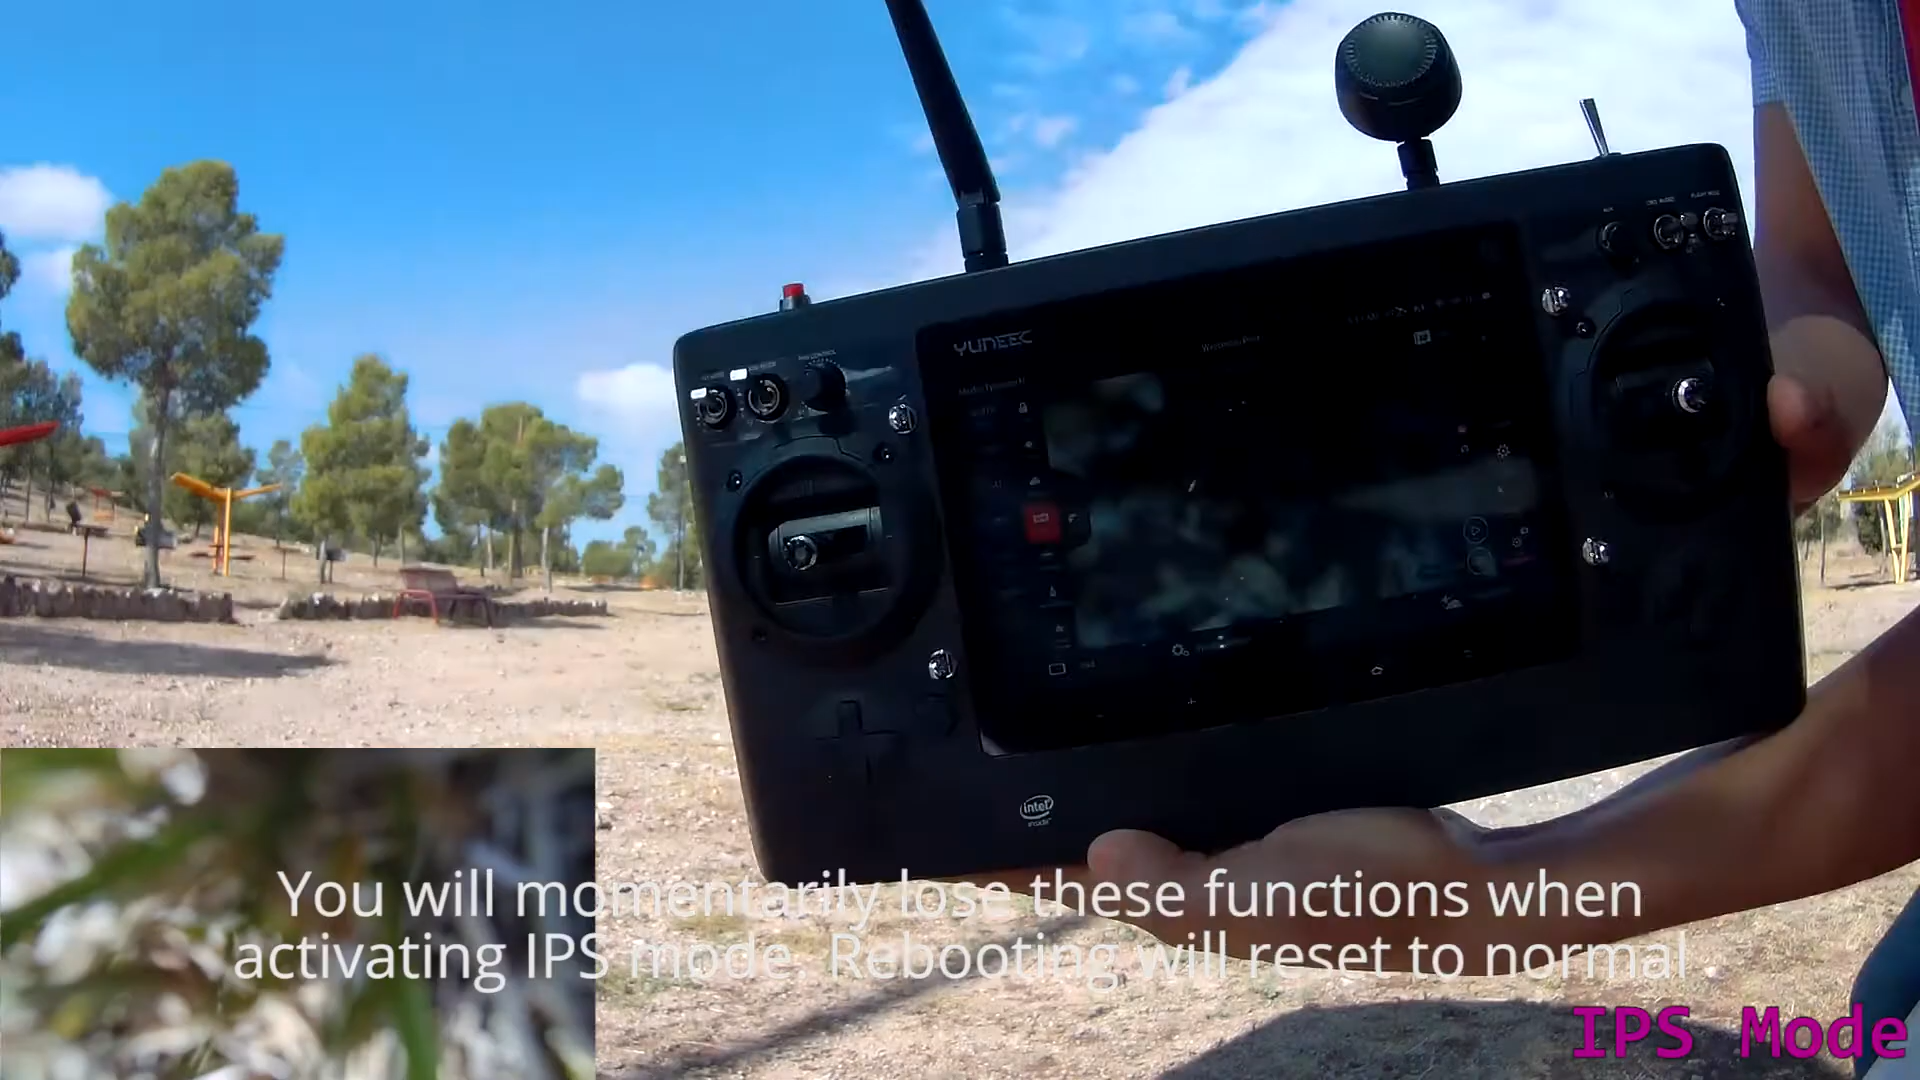 YUNEEC
intel
inside
You will momentarily lose these functions when
activating IPS mode. Rebooting will reset to normal
IPS Mode